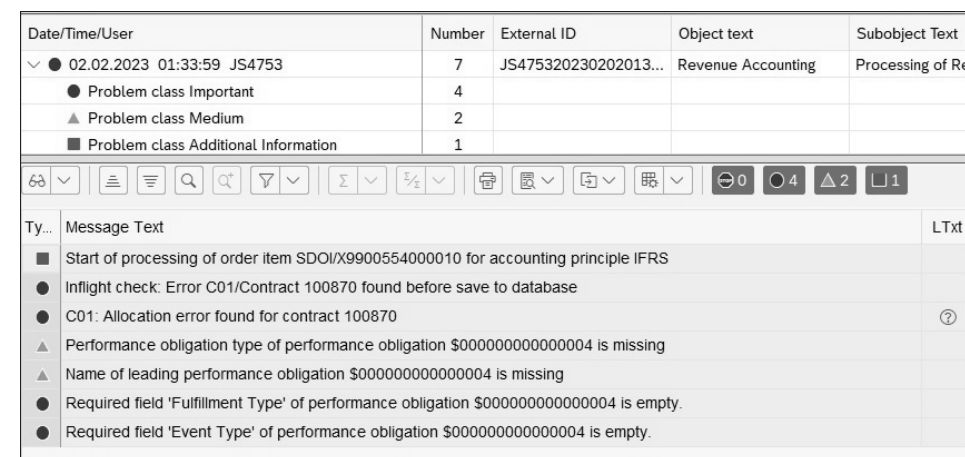 Date/Time/User Number External ID Object text Subobject Text
02.02.2023 01:33:59 JS4753 7 JS475320230202013... Revenue Accounting Processing of Re
Problem class Important 4
Problem class Medium 2
Problem class Additional Information 1
STOP 0 4 2 1
Ty... Message Text LTxt
Start of processing of order item SDOI/X9900554000010 for accounting principle IFRS
Inflight check: Error C01/Contract 100870 found before save to database
C01: Allocation error found for contract 100870
Performance obligation type of performance obligation $000000000000004 is missing
Name of leading performance obligation $000000000000004 is missing
Required field 'Fulfillment Type' of performance obligation $000000000000004 is empty.
Required field 'Event Type' of performance obligation $000000000000004 is empty.